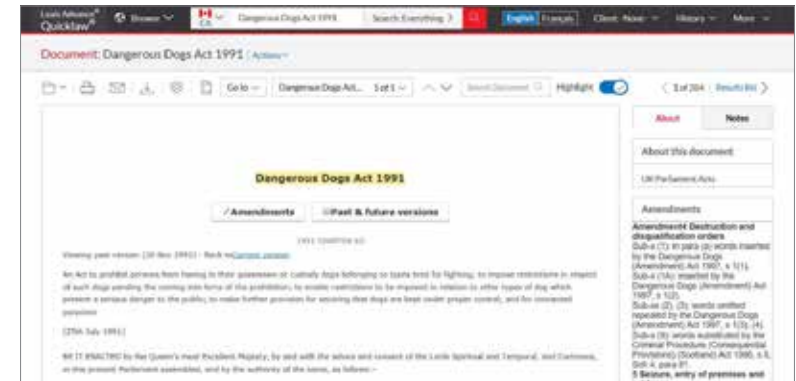 Lexis Advance®
Quicklaw®
Browse
CA
Dangerous Dogs Act 1991
Search Everything
English Français
Client: -None-
History
More
Document: Dangerous Dogs Act 1991 | Actions
Go to
Dangerous Dogs Act...
1 of 1
Search Document
Highlight
1 of 204
Results list
About
Notes
Dangerous Dogs Act 1991
Amendments
Past & future versions
1991 CHAPTER 65
Viewing past version: [20 Nov 1991] - Back to Current version
An Act to prohibit persons from having in their possession or custody dogs belonging to types bred for fighting; to impose restrictions in respect
of such dogs pending the coming into force of the prohibition; to enable restrictions to be imposed in relation to other types of dog which
present a serious danger to the public; to make further provision for securing that dogs are kept under proper control; and for connected
purposes
[25th July 1991]
BE IT ENACTED by the Queen's most Excellent Majesty, by and with the advice and consent of the Lords Spiritual and Temporal, and Commons,
in this present Parliament assembled, and by the authority of the same, as follows:–
About this document
UK Parliament Acts
Amendments
Amendment4 Destruction and
disqualification orders
Sub-s (1): in para (a) words inserted
by the Dangerous Dogs
(Amendment) Act 1997, s 1(1).
Sub-s (1A): inserted by the
Dangerous Dogs (Amendment) Act
1997, s 1(2).
Sub-ss (2), (3): words omitted
repealed by the Dangerous Dogs
(Amendment) Act 1997, s 1(3), (4).
Sub-s (9): words substituted by the
Criminal Procedure (Consequential
Provisions) (Scotland) Act 1995, s 5,
Sch 4, para 81.
5 Seizure, entry of premises and